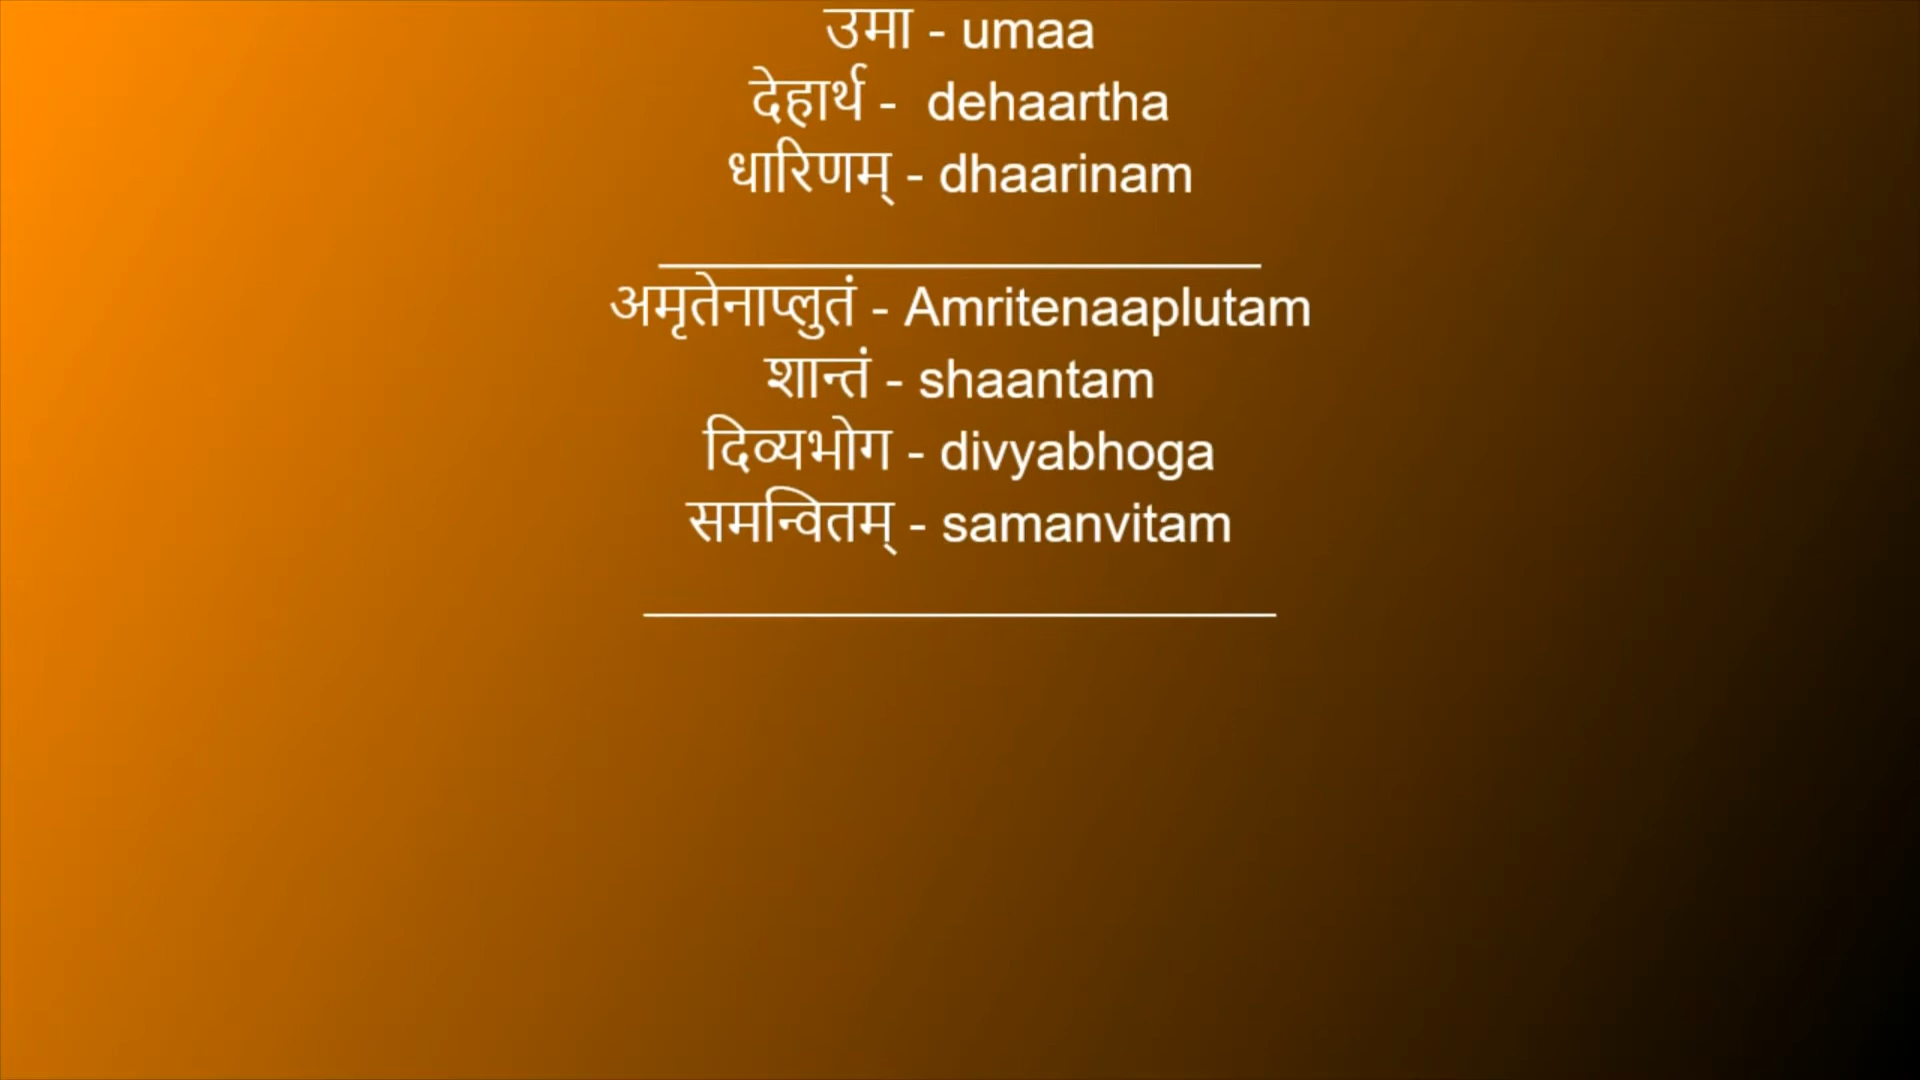 उमा - umaa
देहार्थ - dehaartha
धारिणम् - dhaarinam
अमृतेनाप्लुतं - Amritenaaplutam
शान्तं - shaantam
दिव्यभोग - divyabhoga
समन्वितम् - samanvitam